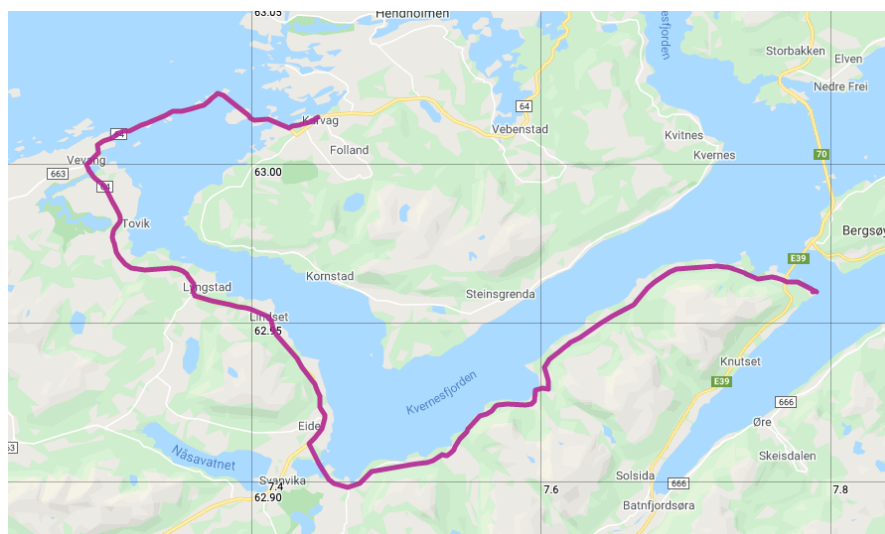 63.05
Hendholmen
Storbakken
Elven
Nedre Frei
64
64
Karvag
Vebenstad
Kvitnes
Folland
Kvernes
70
Vevang
63.00
663
64
Tovik
Bergsøy
E39
Kornstad
Lyngstad
Steinsgrenda
Lindset
62.95
Knutset
E39
Kvernesfjorden
666
Eide
Øre
Nåsavatnet
Skeisdalen
Svanvika
Solsida
666
7.4
7.6
7.8
62.90
Batnfjordsøra